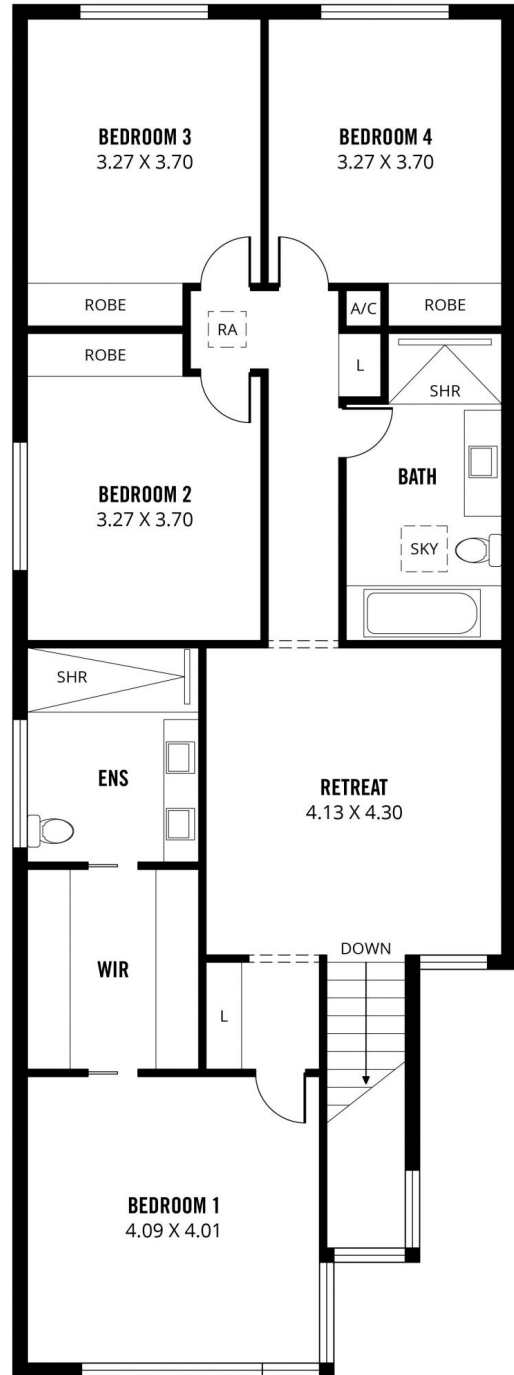 BEDROOM 3
3.27 X 3.70
BEDROOM 4
3.27 X 3.70
ROBE
RA
A/C
ROBE
ROBE
L
SHR
BEDROOM 2
3.27 X 3.70
BATH
SKY
SHR
ENS
RETREAT
4.13 X 4.30
WIR
DOWN
L
BEDROOM 1
4.09 X 4.01